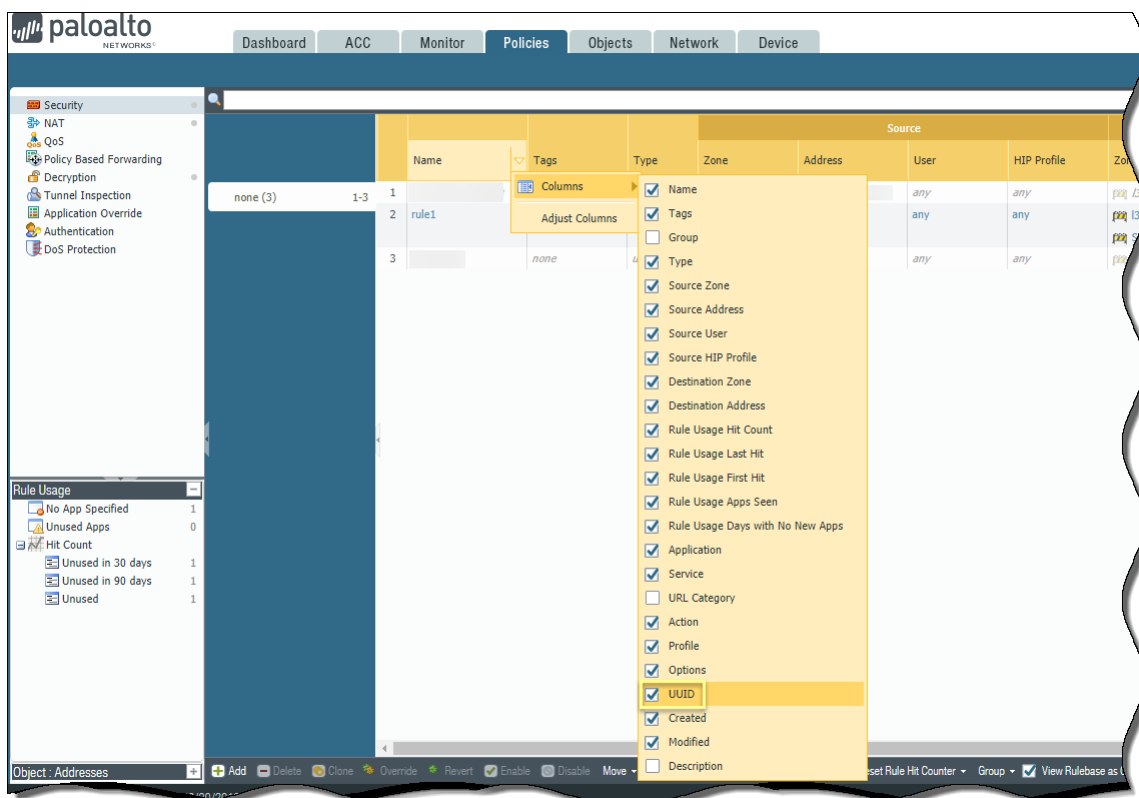 paloalto
NETWORKS®
Dashboard ACC Monitor Policies Objects Network Device
Security
NAT
QoS
Policy Based Forwarding
Decryption
Tunnel Inspection
Application Override
Authentication
DoS Protection
none (3) 1-3
Source
Name Tags Type Zone Address User HIP Profile
1 any any
2 rule1 any any
3 none any any
Columns
Adjust Columns
Name
Tags
Group
Type
Source Zone
Source Address
Source User
Source HIP Profile
Destination Zone
Destination Address
Rule Usage Hit Count
Rule Usage Last Hit
Rule Usage First Hit
Rule Usage Apps Seen
Rule Usage Days with No New Apps
Application
Service
URL Category
Action
Profile
Options
UUID
Created
Modified
Description
Rule Usage
No App Specified 1
Unused Apps 0
Hit Count
Unused in 30 days 1
Unused in 90 days 1
Unused 1
Object : Addresses
Add Delete Clone Override Revert Enable Disable Move
Rule Hit Counter Group View Rulebase as